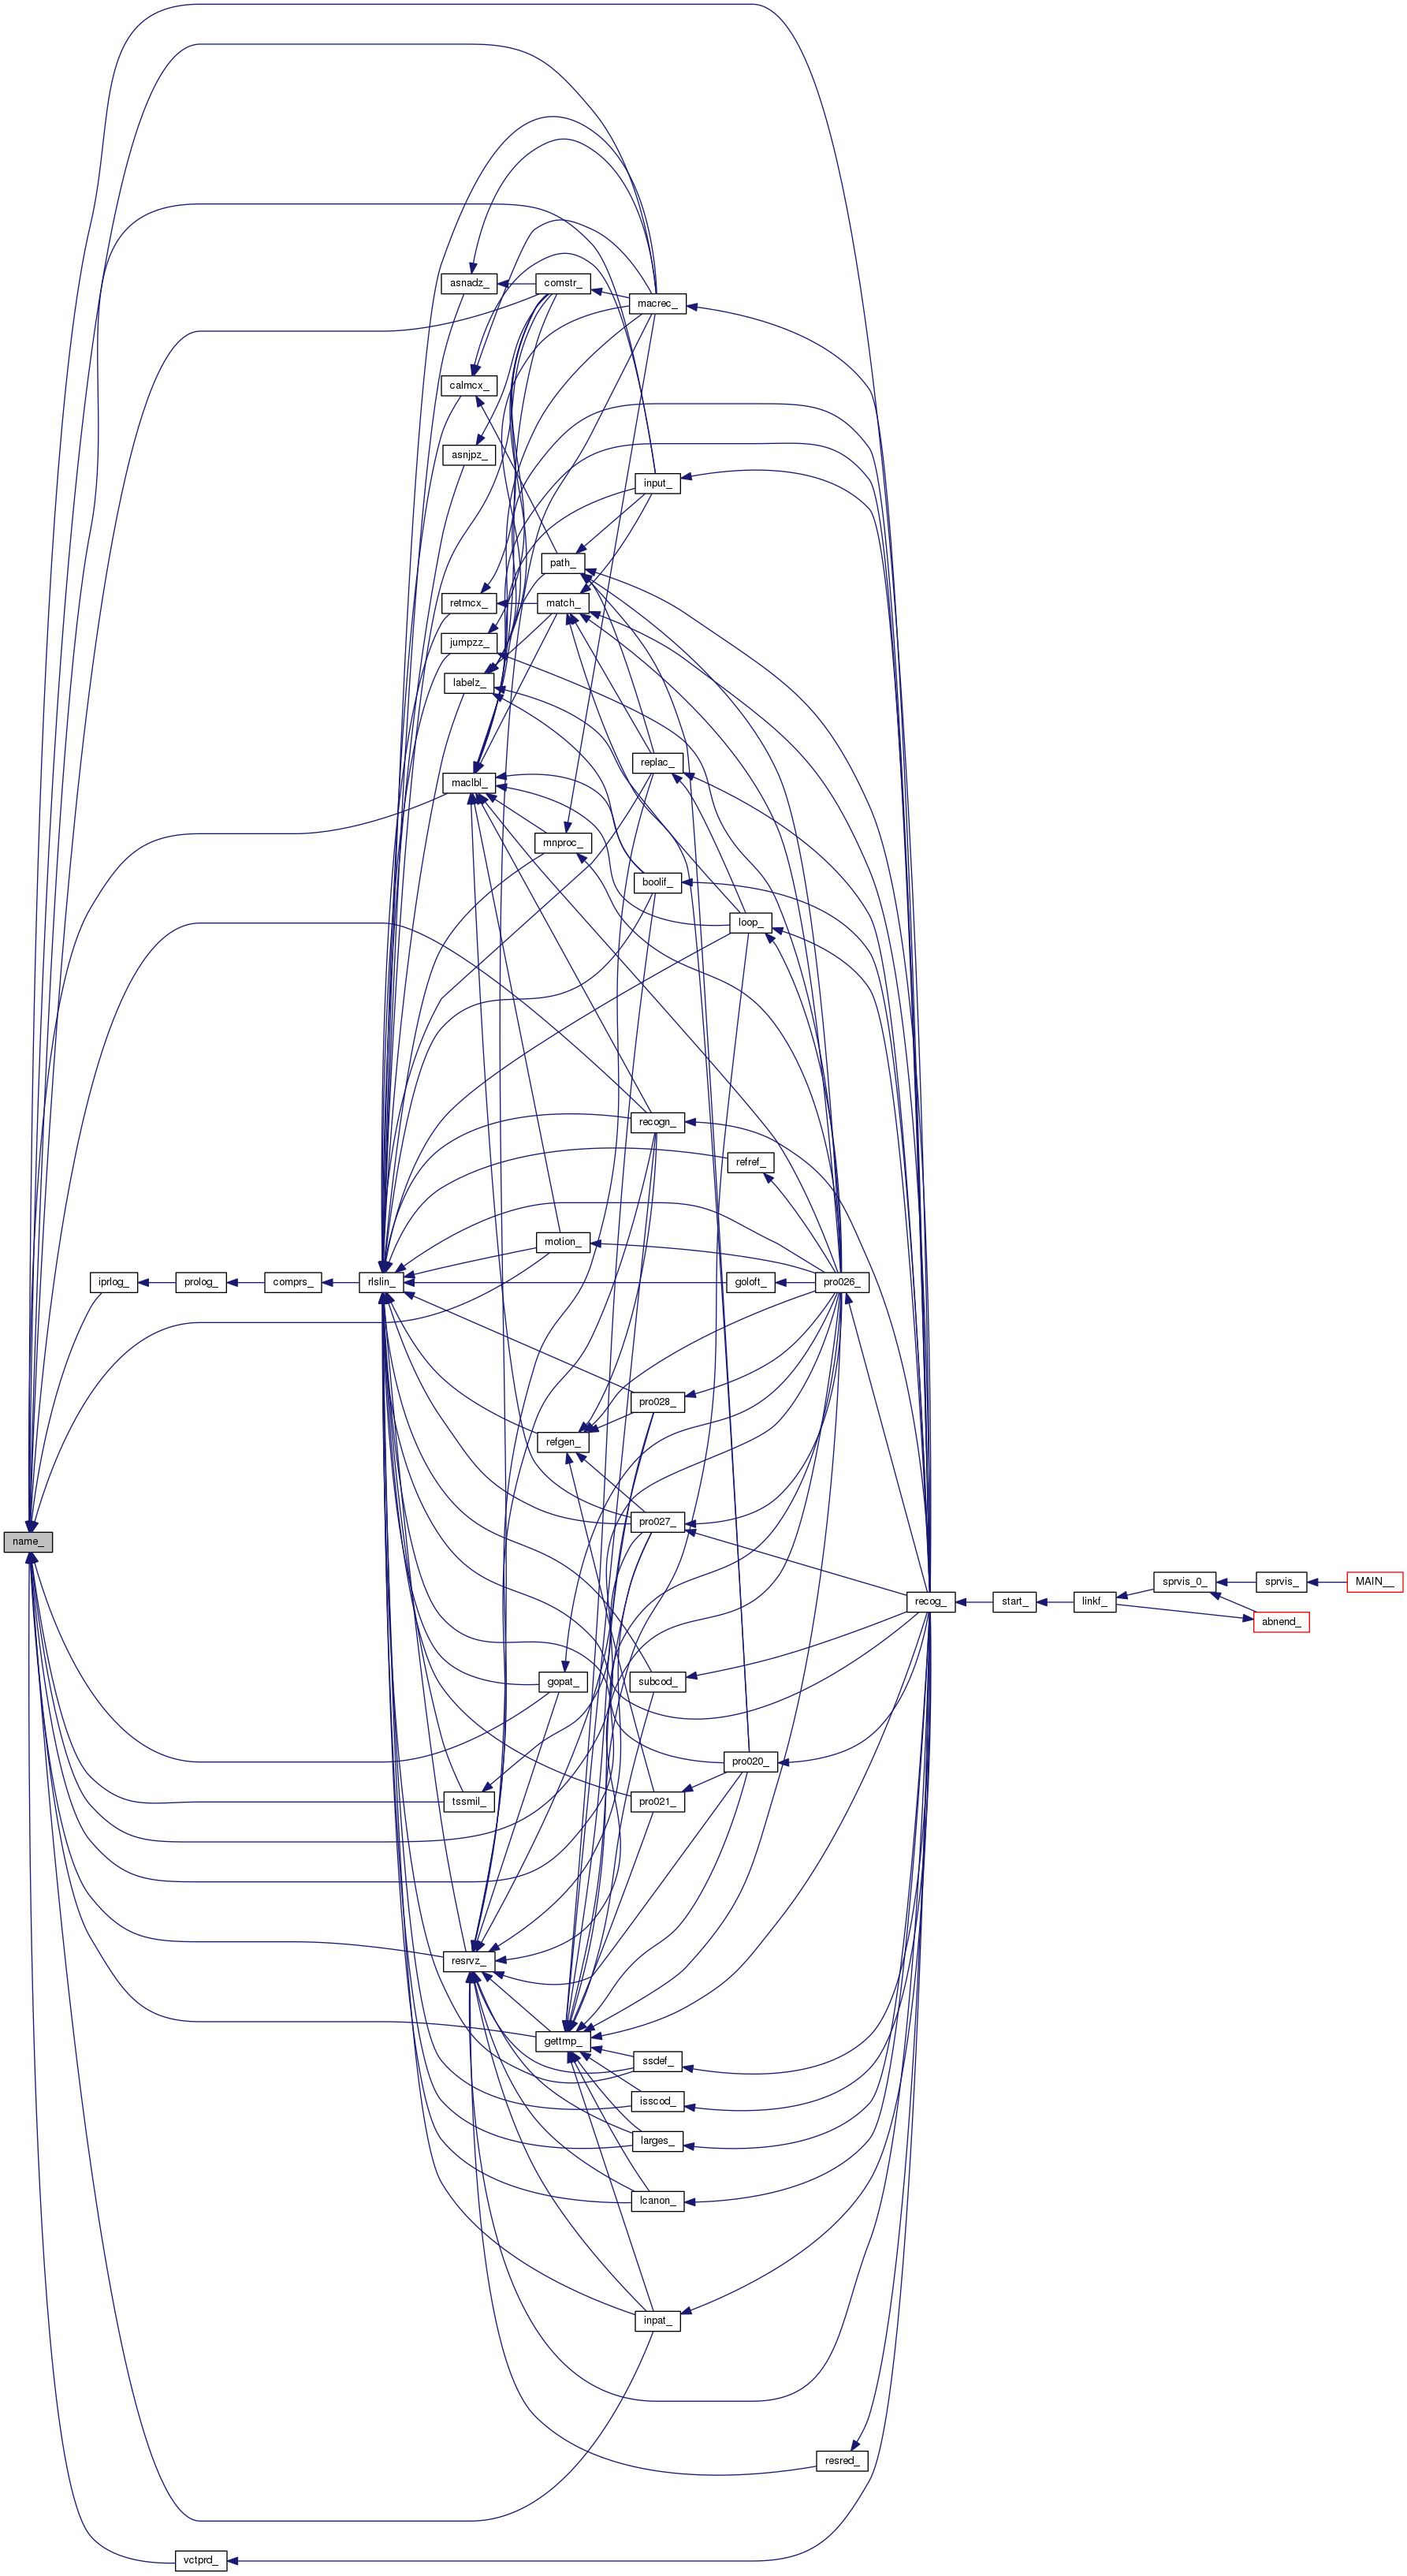 asnadz_
comstr_
macrec_
calmcx_
asnjpz_
input_
path_
retmcx_
match_
jumpzz_
labelz_
replac_
maclbl_
mnproc_
boolif_
loop_
recogn_
refref_
motion_
iprlog_
prolog_
comprs_
rlslin_
goloft_
pro026_
pro028_
refgen_
pro027_
name_
sprvis_0_
sprvis_
MAIN__
recog_
start_
linkf_
abnend_
gopat_
subcod_
pro020_
tssmil_
pro021_
resrvz_
gettmp_
ssdef_
isscod_
larges_
lcanon_
inpat_
resred_
vctprd_